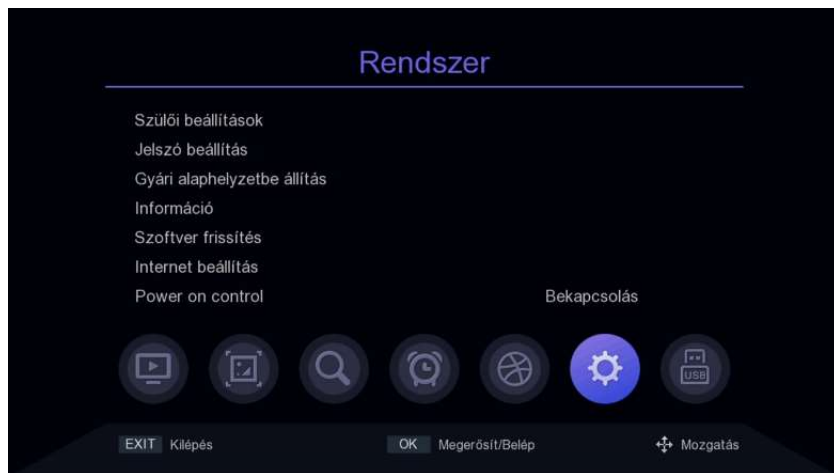 Rendszer
Szülői beállítások
Jelszó beállítás
Gyári alaphelyzetbe állítás
Információ
Szoftver frissítés
Internet beállítás
Power on control Bekapcsolás
USB
EXIT Kilépés OK Megerősít/Belép Mozgatás